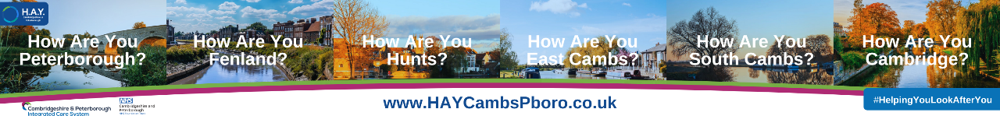 H.A.Y.
How Are You
Peterborough?
How Are You
Fenland?
How Are You
Hunts?
How Are You
East Cambs?
How Are You
South Cambs?
How Are You
Cambridge?
Cambridgeshire & Peterborough
Integrated Care System
NHS
Cambridgeshire and
Peterborough
www.HAYCambsPboro.co.uk
#HelpingYouLookAfterYou